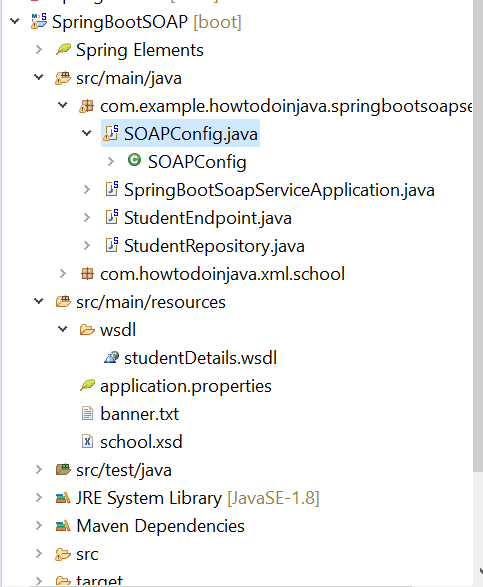 SpringBootSOAP [boot]
Spring Elements
src/main/java
com.example.howtodoinjava.springbootsoapse
SOAPConfig.java
SOAPConfig
SpringBootSoapServiceApplication.java
StudentEndpoint.java
StudentRepository.java
com.howtodoinjava.xml.school
src/main/resources
wsdl
studentDetails.wsdl
application.properties
banner.txt
school.xsd
src/test/java
JRE System Library [JavaSE-1.8]
Maven Dependencies
src
target